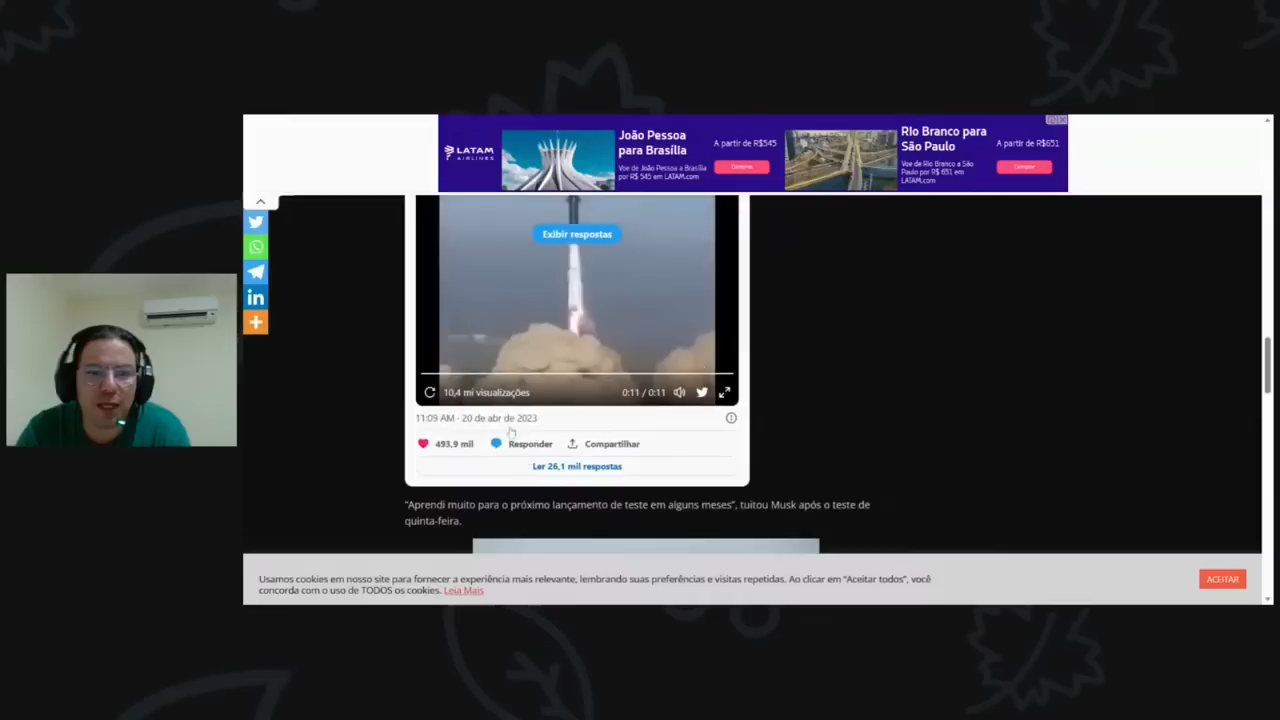 LATAM
AIRLINES
João Pessoa
para Brasília
Voe de João Pessoa a Brasília
por R$ 545 em LATAM.com
A partir de R$545
Comprar
Rio Branco para
São Paulo
Voe de Rio Branco a São
Paulo por R$ 651 em
LATAM.com
A partir de R$651
Comprar
Exibir respostas
10,4 mi visualizações
0:11 / 0:11
11:09 AM · 20 de abr de 2023
493,9 mil
Responder
Compartilhar
Ler 26,1 mil respostas
“Aprendi muito para o próximo lançamento de teste em alguns meses”, tuitou Musk após o teste de
quinta-feira.
Usamos cookies em nosso site para fornecer a experiência mais relevante, lembrando suas preferências e visitas repetidas. Ao clicar em “Aceitar todos”, você
concorda com o uso de TODOS os cookies. Leia Mais
ACEITAR